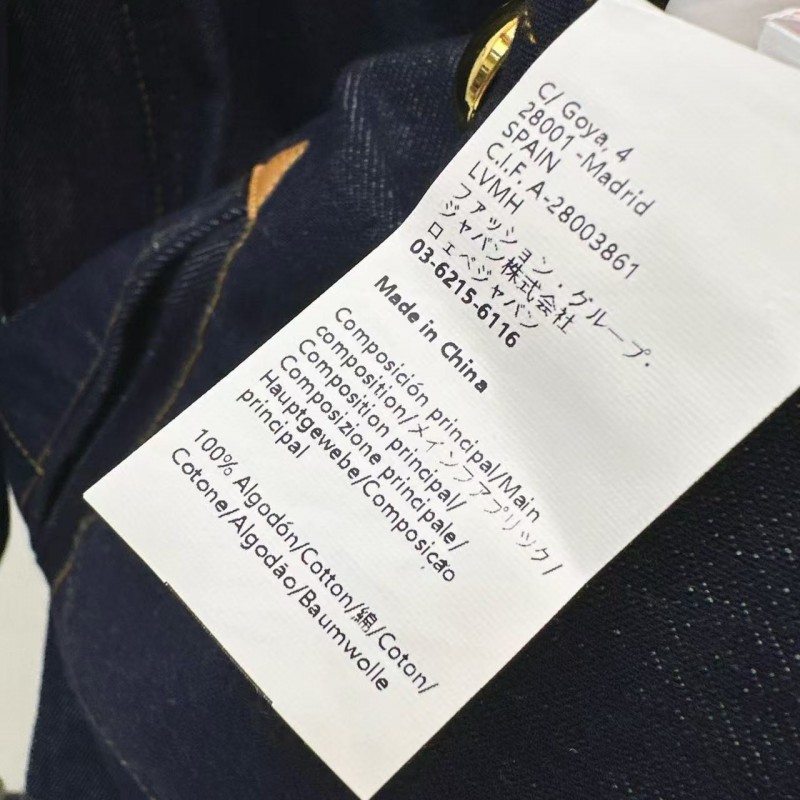 C/ Goya, 4
28001 -Madrid
SPAIN
C.I.F. A-28003861
LVMH
ファッション・グループ・
ジャパン株式会社
ロエベジャパン
03-6215-6116
Made in China
Composición principal/Main
composition/メインファブリック/
Composition principal/
Composizione principale/
Hauptgewebe/Composição
principal
100% Algodón/Cotton/綿/Coton/
Cotone/Algodão/Baumwolle